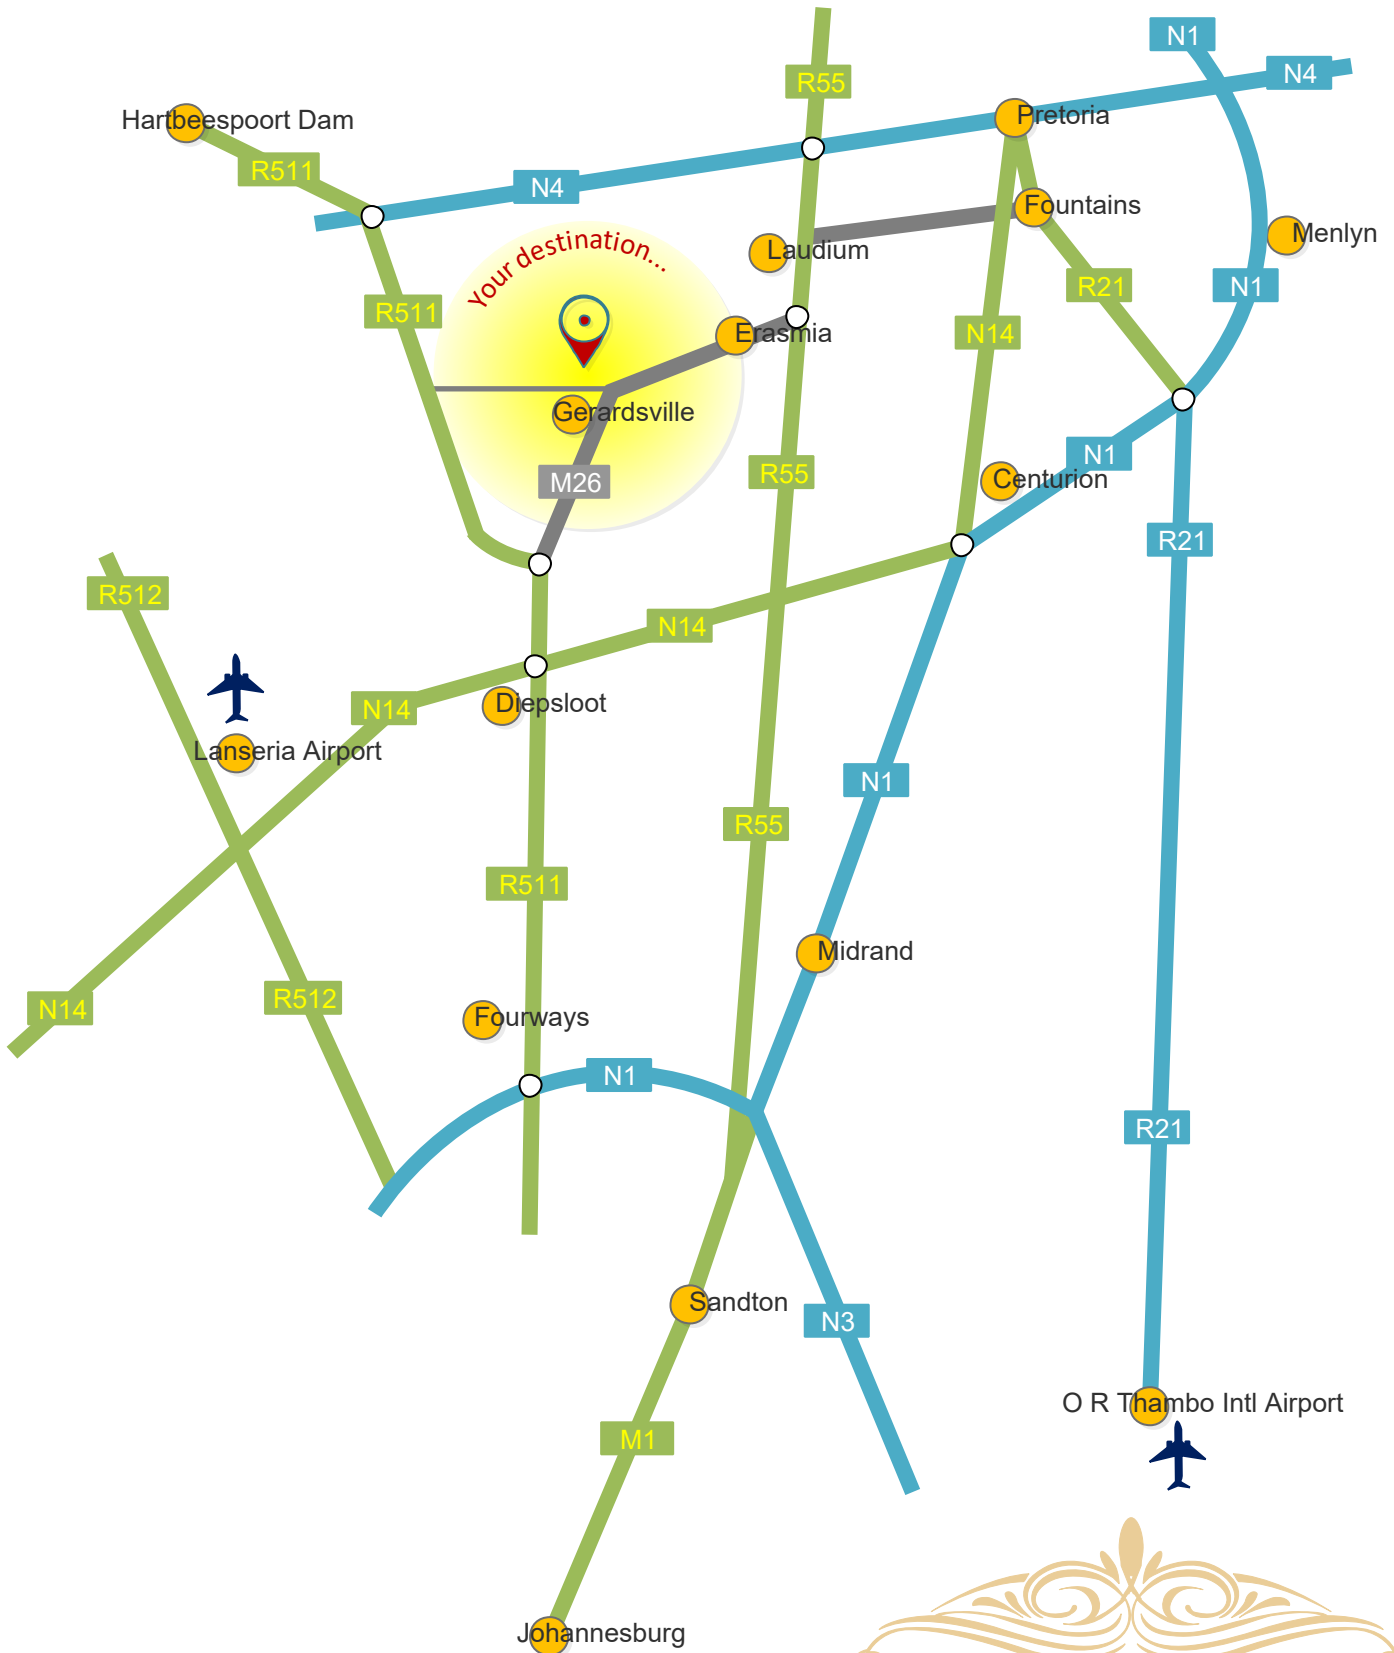 N1
N4
R55
Pretoria
Hartbeespoort Dam
R511
N4
Fountains
Menlyn
Your destination...
Laudium
R21
N1
R511
Erasmia
N14
Gerardsville
N1
R55
Centurion
M26
R21
R512
N14
Diepsloot
N14
Lanseria Airport
N1
R55
R511
Midrand
R512
N14
Fourways
N1
R21
Sandton
N3
O R Thambo Intl Airport
M1
Johannesburg